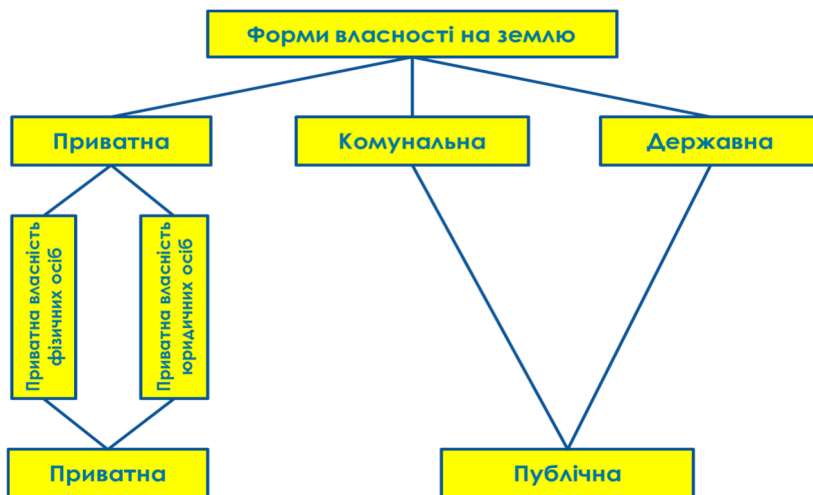 Форми власності на землю
Приватна
Комунальна
Державна
Приватна власність
фізичних осіб
Приватна власність
юридичних осіб
Приватна
Публічна